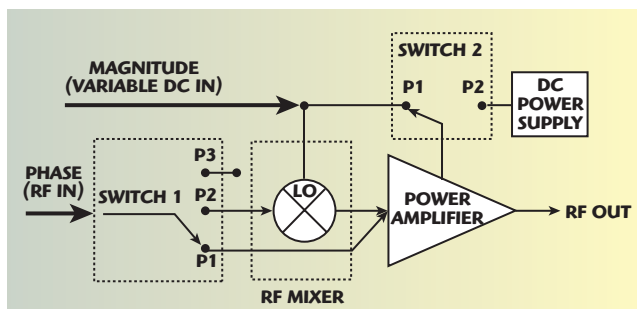 SWITCH 2
MAGNITUDE
(VARIABLE DC IN)
P1
P2
DC
POWER
SUPPLY
PHASE
(RF IN)
SWITCH 1
P3
P2
P1
LO
RF MIXER
POWER
AMPLIFIER
RF OUT